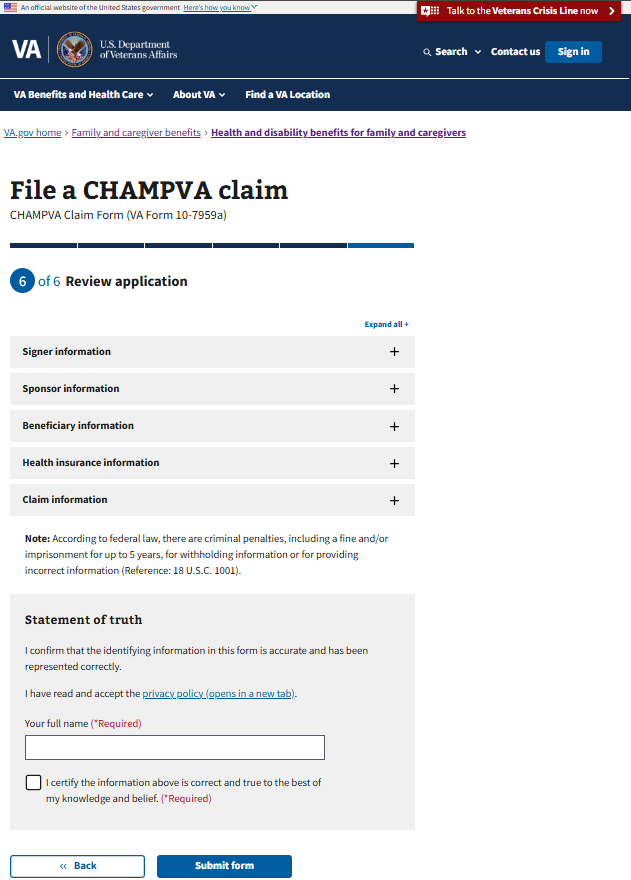 An official website of the United States government Here's how you know
Talk to the Veterans Crisis Line now
VA
U.S. Department
of Veterans Affairs
Search
Contact us
Sign in
VA Benefits and Health Care
About VA
Find a VA Location
VA.gov home › Family and caregiver benefits › Health and disability benefits for family and caregivers
File a CHAMPVA claim
CHAMPVA Claim Form (VA Form 10-7959a)
6 of 6 Review application
Expand all +
Signer information +
Sponsor information +
Beneficiary information +
Health insurance information +
Claim information +
Note: According to federal law, there are criminal penalties, including a fine and/or
imprisonment for up to 5 years, for withholding information or for providing
incorrect information (Reference: 18 U.S.C. 1001).
Statement of truth
I confirm that the identifying information in this form is accurate and has been
represented correctly.
I have read and accept the privacy policy (opens in a new tab).
Your full name (*Required)
I certify the information above is correct and true to the best of
my knowledge and belief. (*Required)
« Back
Submit form